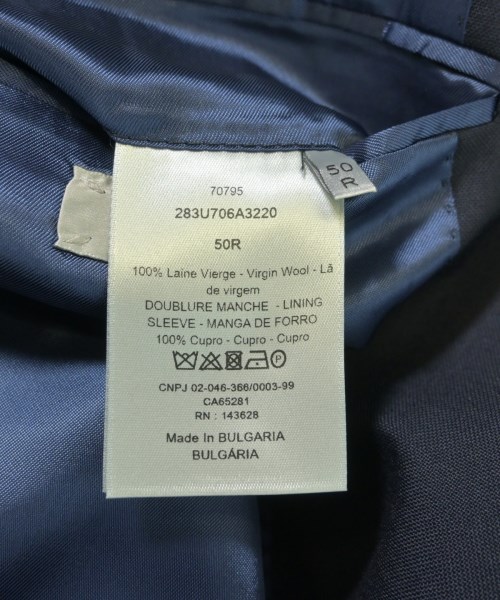 50
R
70795
283U706A3220
50R
100% Laine Vierge - Virgin Wool - Lã
de virgem
DOUBLURE MANCHE - LINING
SLEEVE - MANGA DE FORRO
100% Cupro - Cupro - Cupro
P
CNPJ 02-046-366/0003-99
CA65281
RN : 143628
Made In BULGARIA
BULGÁRIA